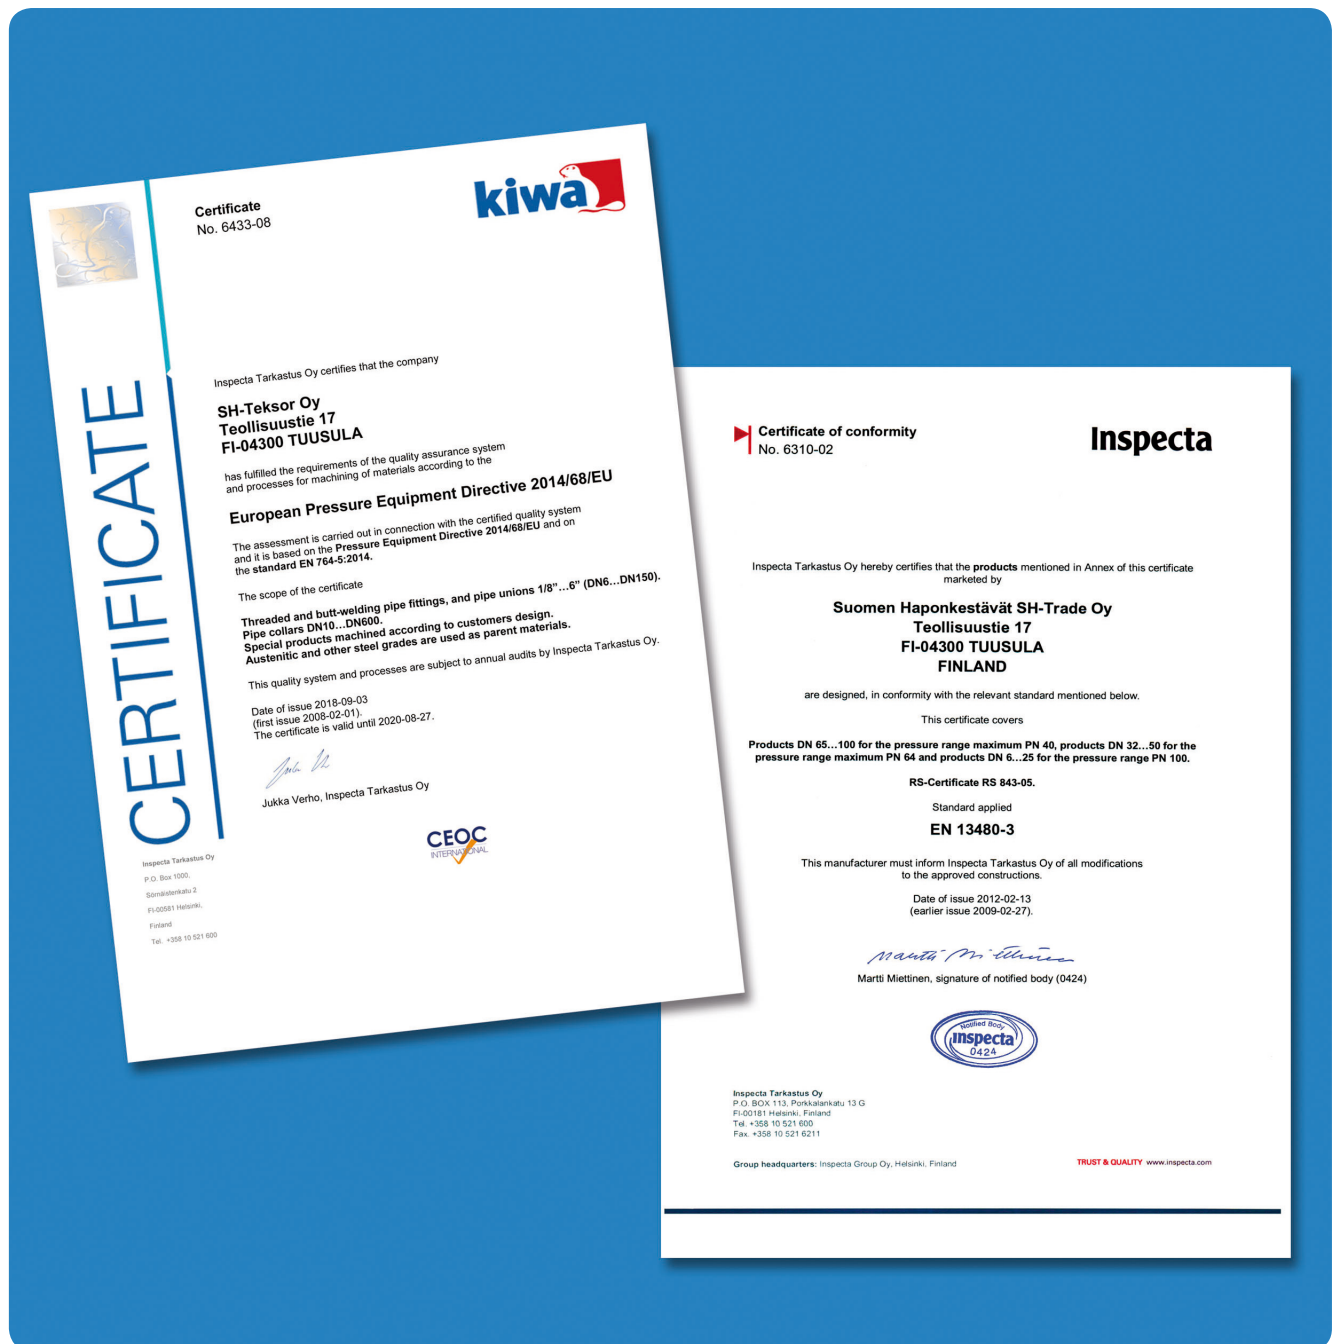 Certificate
No. 6433-08
kiwa
CERTIFICATE
Inspecta Tarkastus Oy certifies that the company
SH-Teksor Oy
Teollisuustie 17
FI-04300 TUUSULA
has fulfilled the requirements of the quality assurance system
and processes for machining of materials according to the
European Pressure Equipment Directive 2014/68/EU
The assessment is carried out in connection with the certified quality system
and it is based on the Pressure Equipment Directive 2014/68/EU and on
the standard EN 764-5:2014.
The scope of the certificate
Threaded and butt-welding pipe fittings, and pipe unions 1/8”…6” (DN6…DN150).
Pipe collars DN10…DN600.
Special products machined according to customers design.
Austenitic and other steel grades are used as parent materials.
This quality system and processes are subject to annual audits by Inspecta Tarkastus Oy.
Date of issue 2018-09-03
(first issue 2008-02-01).
The certificate is valid until 2020-08-27.
Jukka Verho, Inspecta Tarkastus Oy
CEOC
INTERNATIONAL
Inspecta Tarkastus Oy
P.O. Box 1000,
Sörnäistenkatu 2
FI-00581 Helsinki,
Finland
Tel. +358 10 521 600
Certificate of conformity
No. 6310-02
Inspecta
Inspecta Tarkastus Oy hereby certifies that the products mentioned in Annex of this certificate
marketed by
Suomen Haponkestävät SH-Trade Oy
Teollisuustie 17
FI-04300 TUUSULA
FINLAND
are designed, in conformity with the relevant standard mentioned below.
This certificate covers
Products DN 65…100 for the pressure range maximum PN 40, products DN 32…50 for the
pressure range maximum PN 64 and products DN 6…25 for the pressure range PN 100.
RS-Certificate RS 843-05.
Standard applied
EN 13480-3
This manufacturer must inform Inspecta Tarkastus Oy of all modifications
to the approved constructions.
Date of issue 2012-02-13
(earlier issue 2009-02-27).
Martti Miettinen
Martti Miettinen, signature of notified body (0424)
Notified Body
Inspecta
0424
Inspecta Tarkastus Oy
P.O. BOX 113, Porkkalankatu 13 G
FI-00181 Helsinki, Finland
Tel. +358 10 521 600
Fax. +358 10 521 6211
Group headquarters: Inspecta Group Oy, Helsinki, Finland
TRUST & QUALITY www.inspecta.com